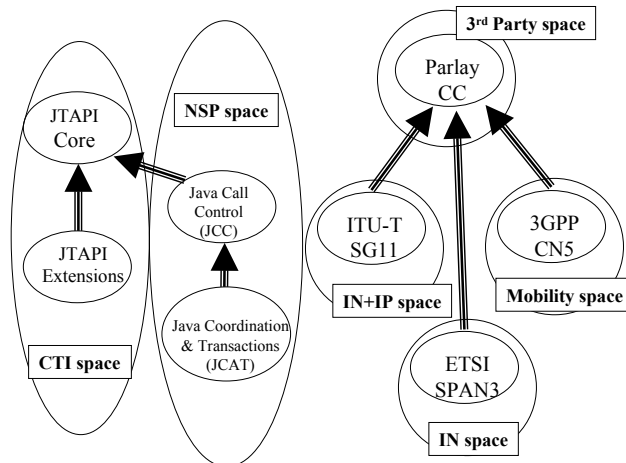 JTAPI
Core
JTAPI
Extensions
CTI space
NSP space
Java Call
Control
(JCC)
Java Coordination
& Transactions
(JCAT)
3rd Party space
Parlay
CC
ITU-T
SG11
IN+IP space
3GPP
CN5
Mobility space
ETSI
SPAN3
IN space